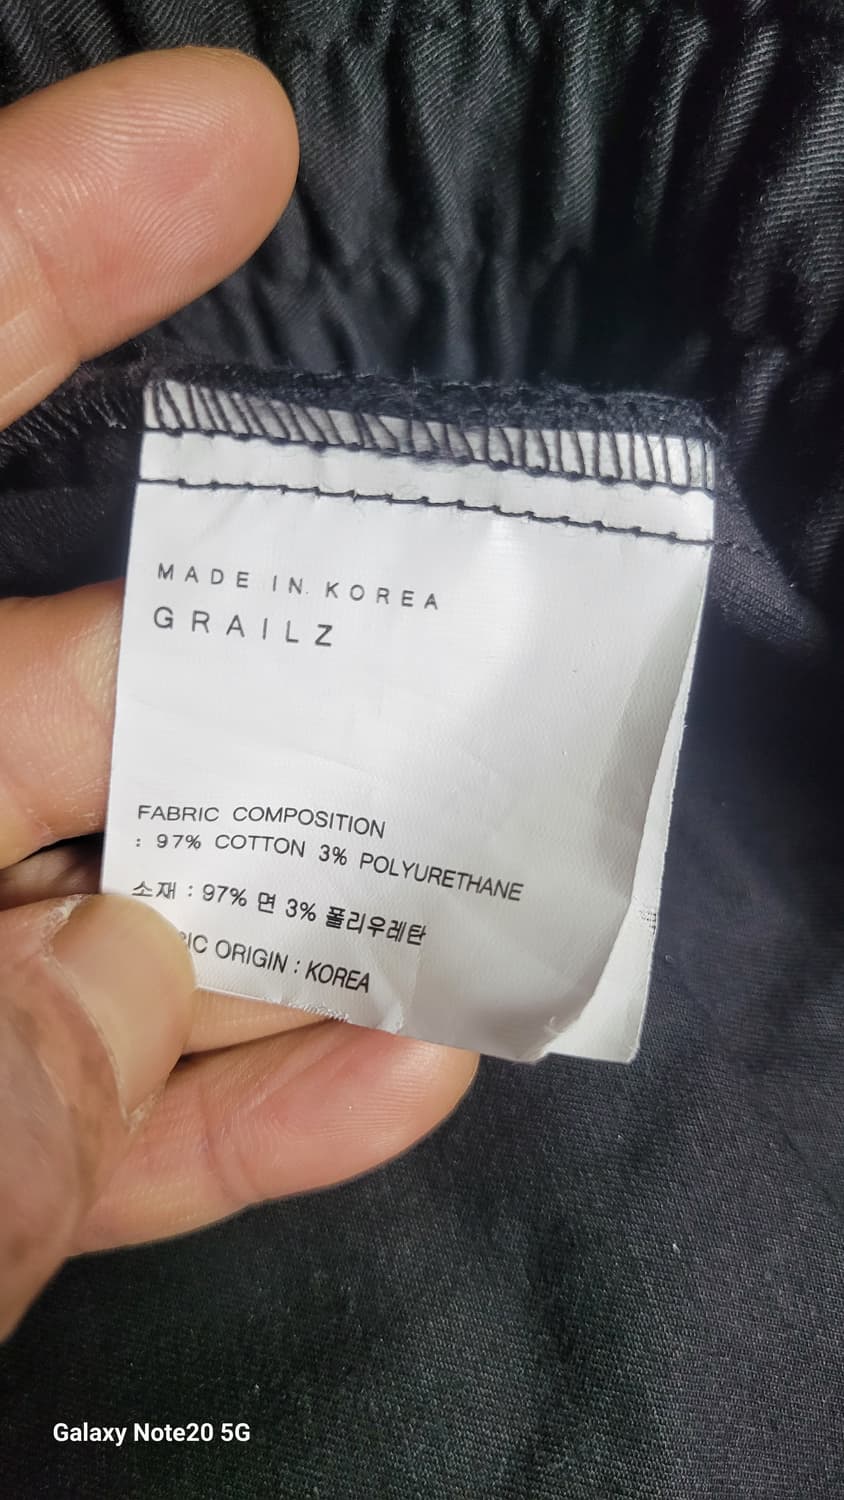 MADE IN KOREA
GRAILZ
FABRIC COMPOSITION
: 97% COTTON 3% POLYURETHANE
소재 : 97% 면 3% 폴리우레탄
ORIGIN : KOREA
Galaxy Note20 5G